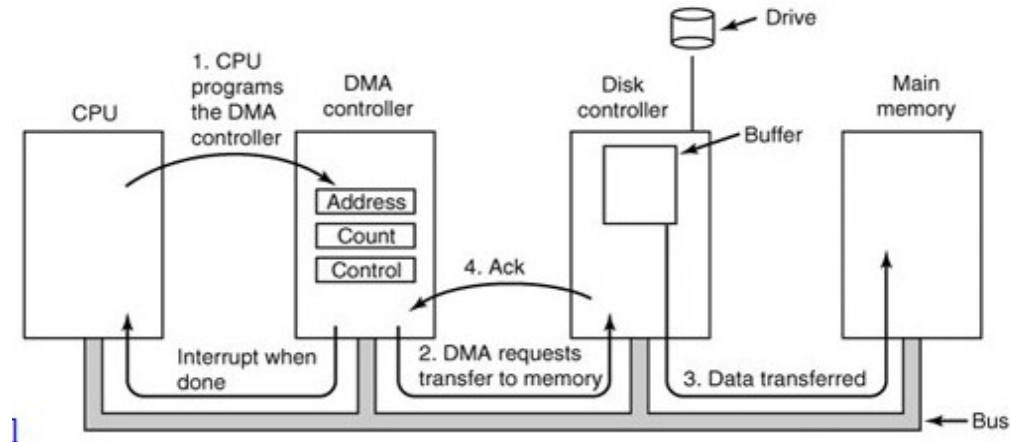 Drive
1. CPU
programs
the DMA
controller
CPU
DMA
controller
Disk
controller
Main
memory
Buffer
Address
Count
Control
4. Ack
Interrupt when
done
2. DMA requests
transfer to memory
3. Data transferred
Bus
]